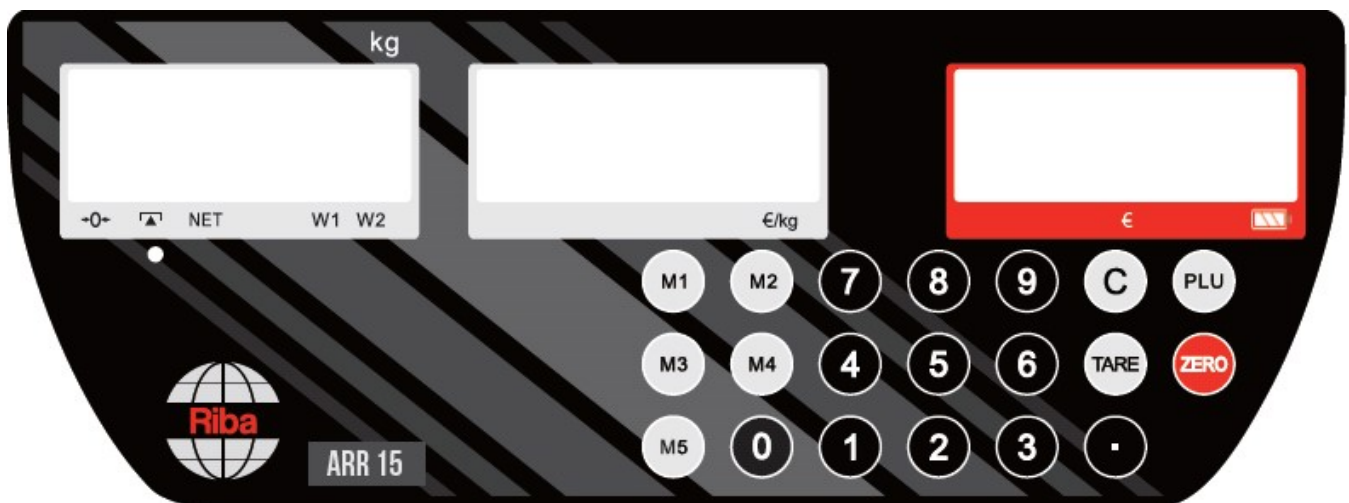 kg
→0← NET W1 W2
€/kg
€
M1 M2 7 8 9 C PLU
M3 M4 4 5 6 TARE ZERO
M5 0 1 2 3 .
Riba
ARR 15